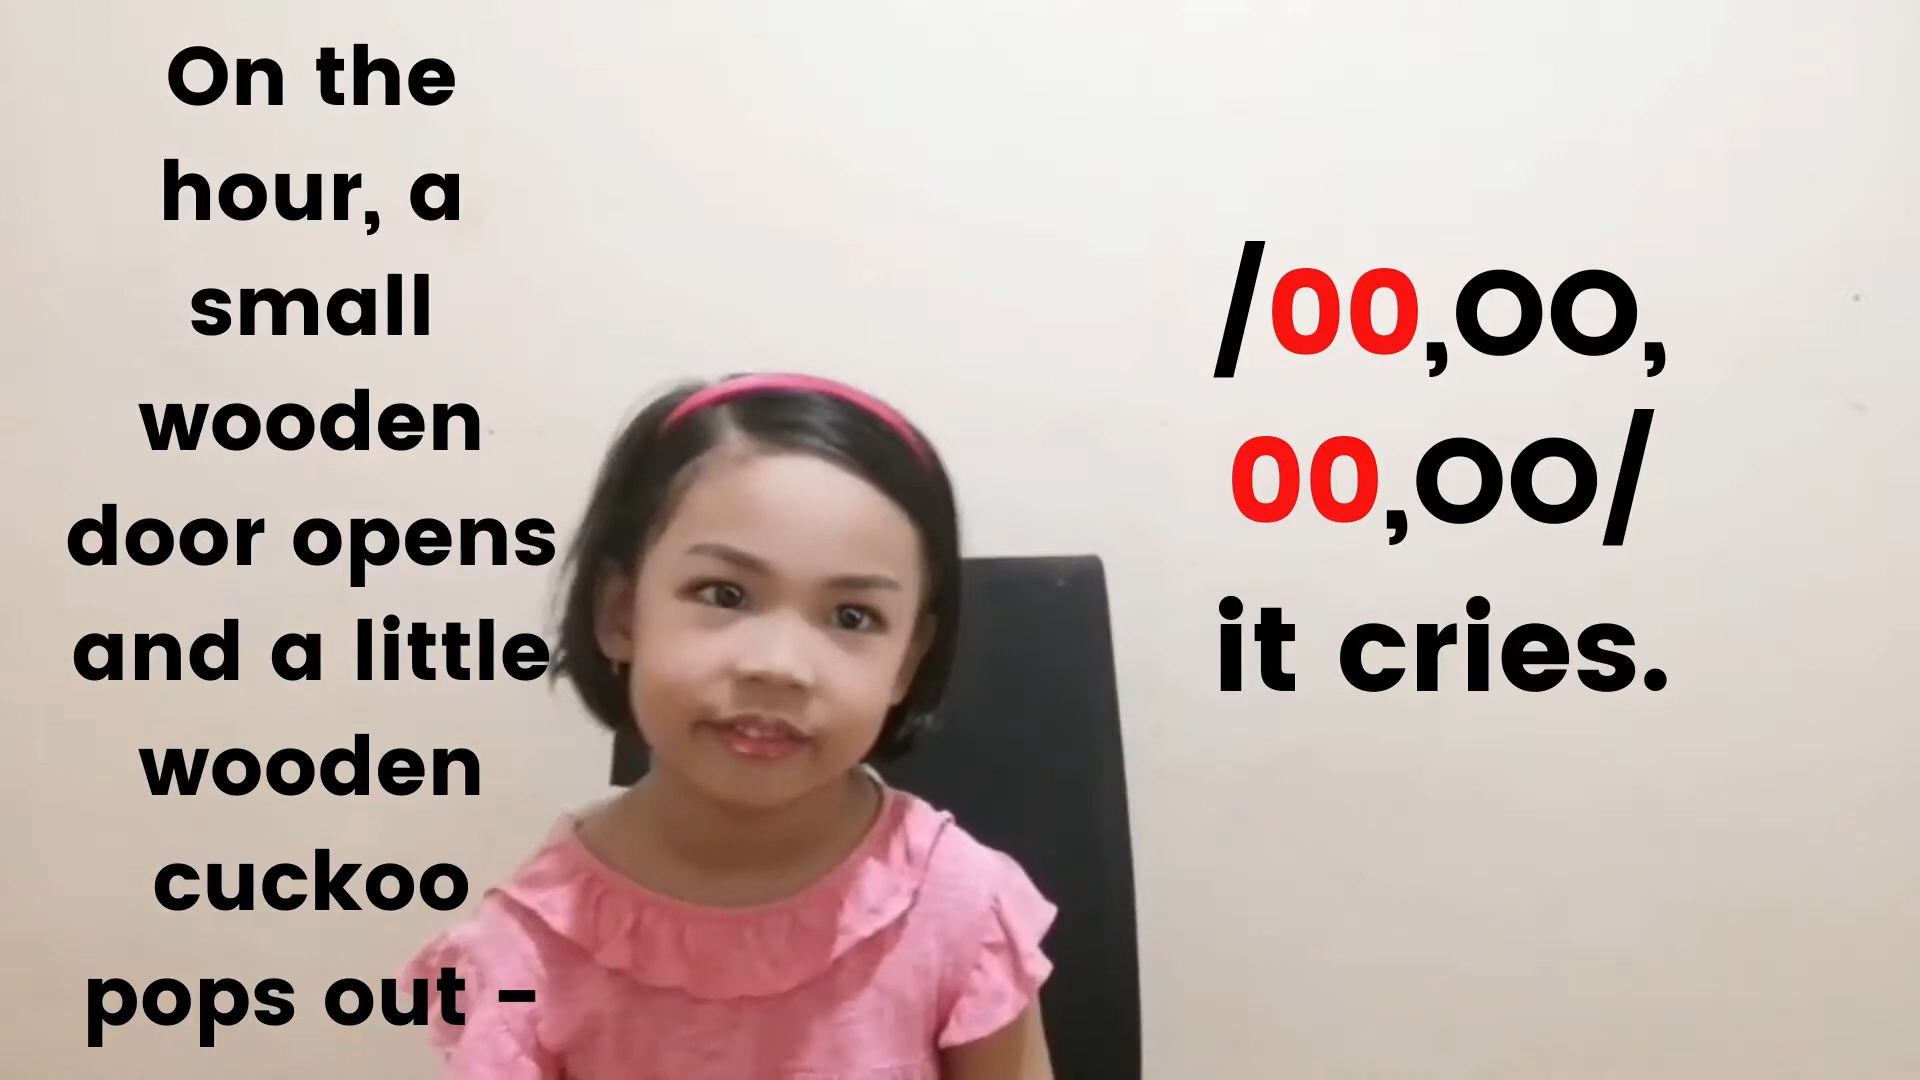 On the
hour, a
small
wooden
door opens
and a little
wooden
cuckoo
pops out -
/00,OO,
00,OO/
it cries.